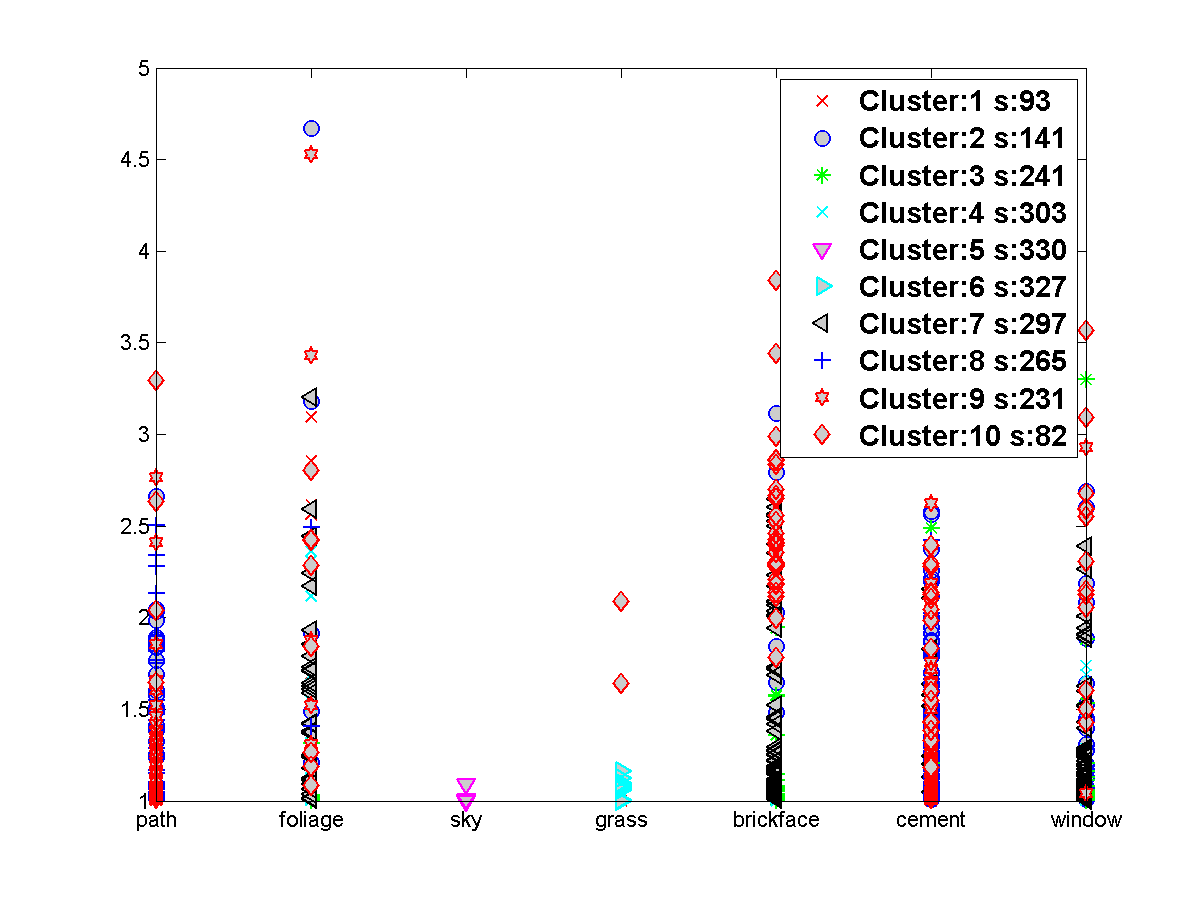 5
4.5
4
3.5
3
2.5
2
1.5
1
path foliage sky grass brickface cement window
Cluster:1 s:93
Cluster:2 s:141
Cluster:3 s:241
Cluster:4 s:303
Cluster:5 s:330
Cluster:6 s:327
Cluster:7 s:297
Cluster:8 s:265
Cluster:9 s:231
Cluster:10 s:82